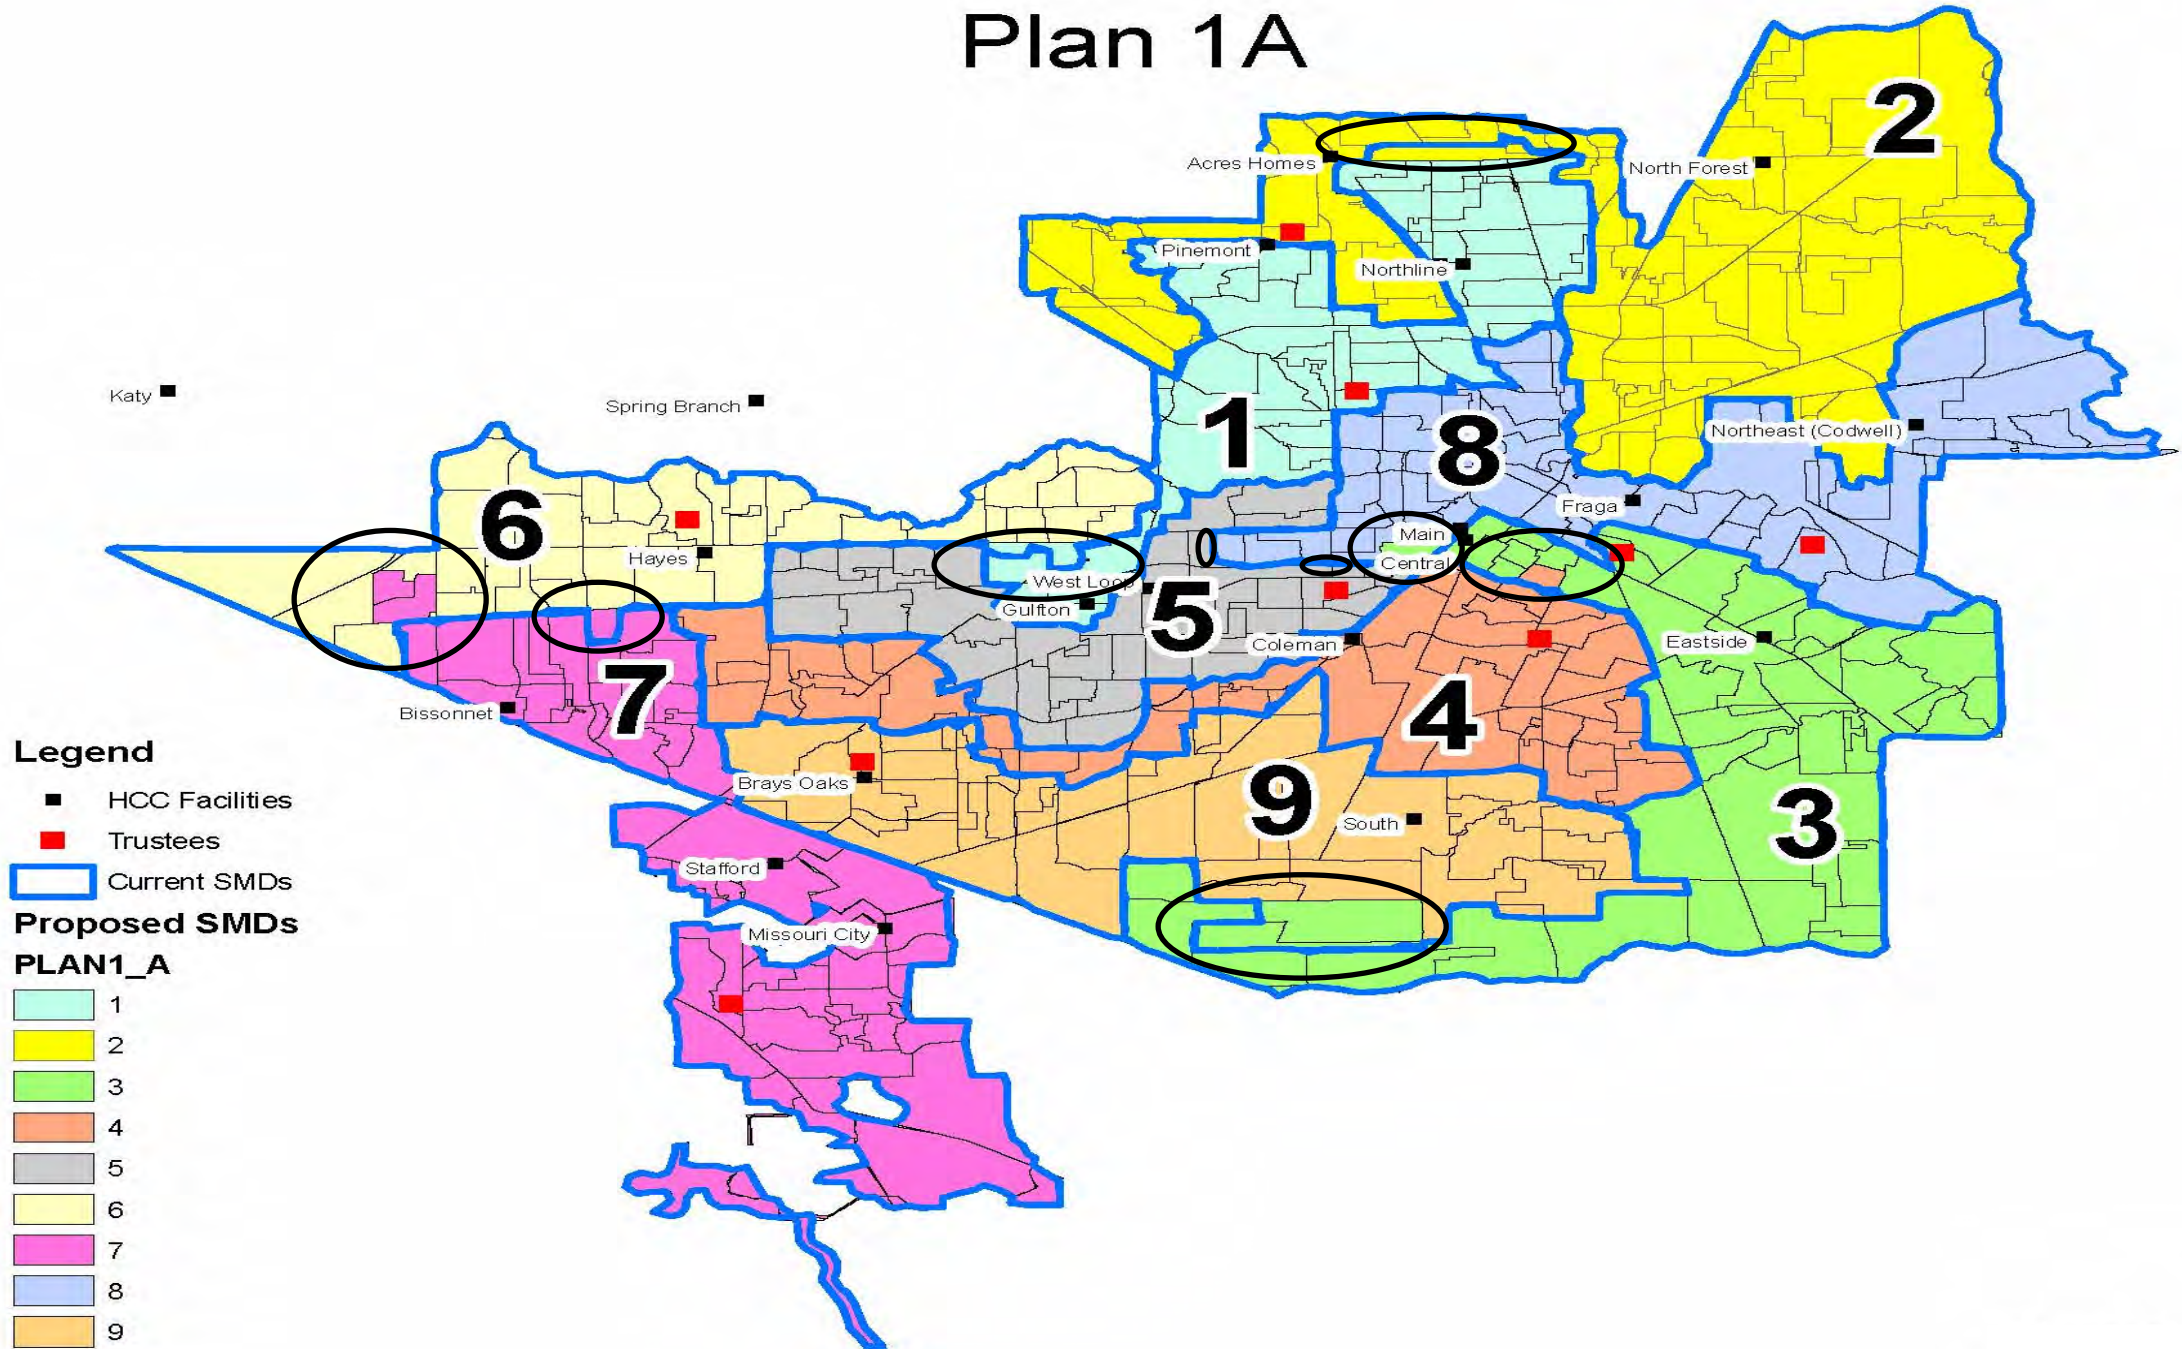 Plan 1A
2
Acres Homes
North Forest
Pinemont
Northline
Katy
Spring Branch
1
8
Northeast (Codwell)
6
Fraga
Main
Hayes
Central
West Loop
Gulfton
5
Coleman
Eastside
7
4
Bissonnet
Brays Oaks
9
South
3
Stafford
Missouri City
Legend
HCC Facilities
Trustees
Current SMDs
Proposed SMDs
PLAN1_A
1
2
3
4
5
6
7
8
9